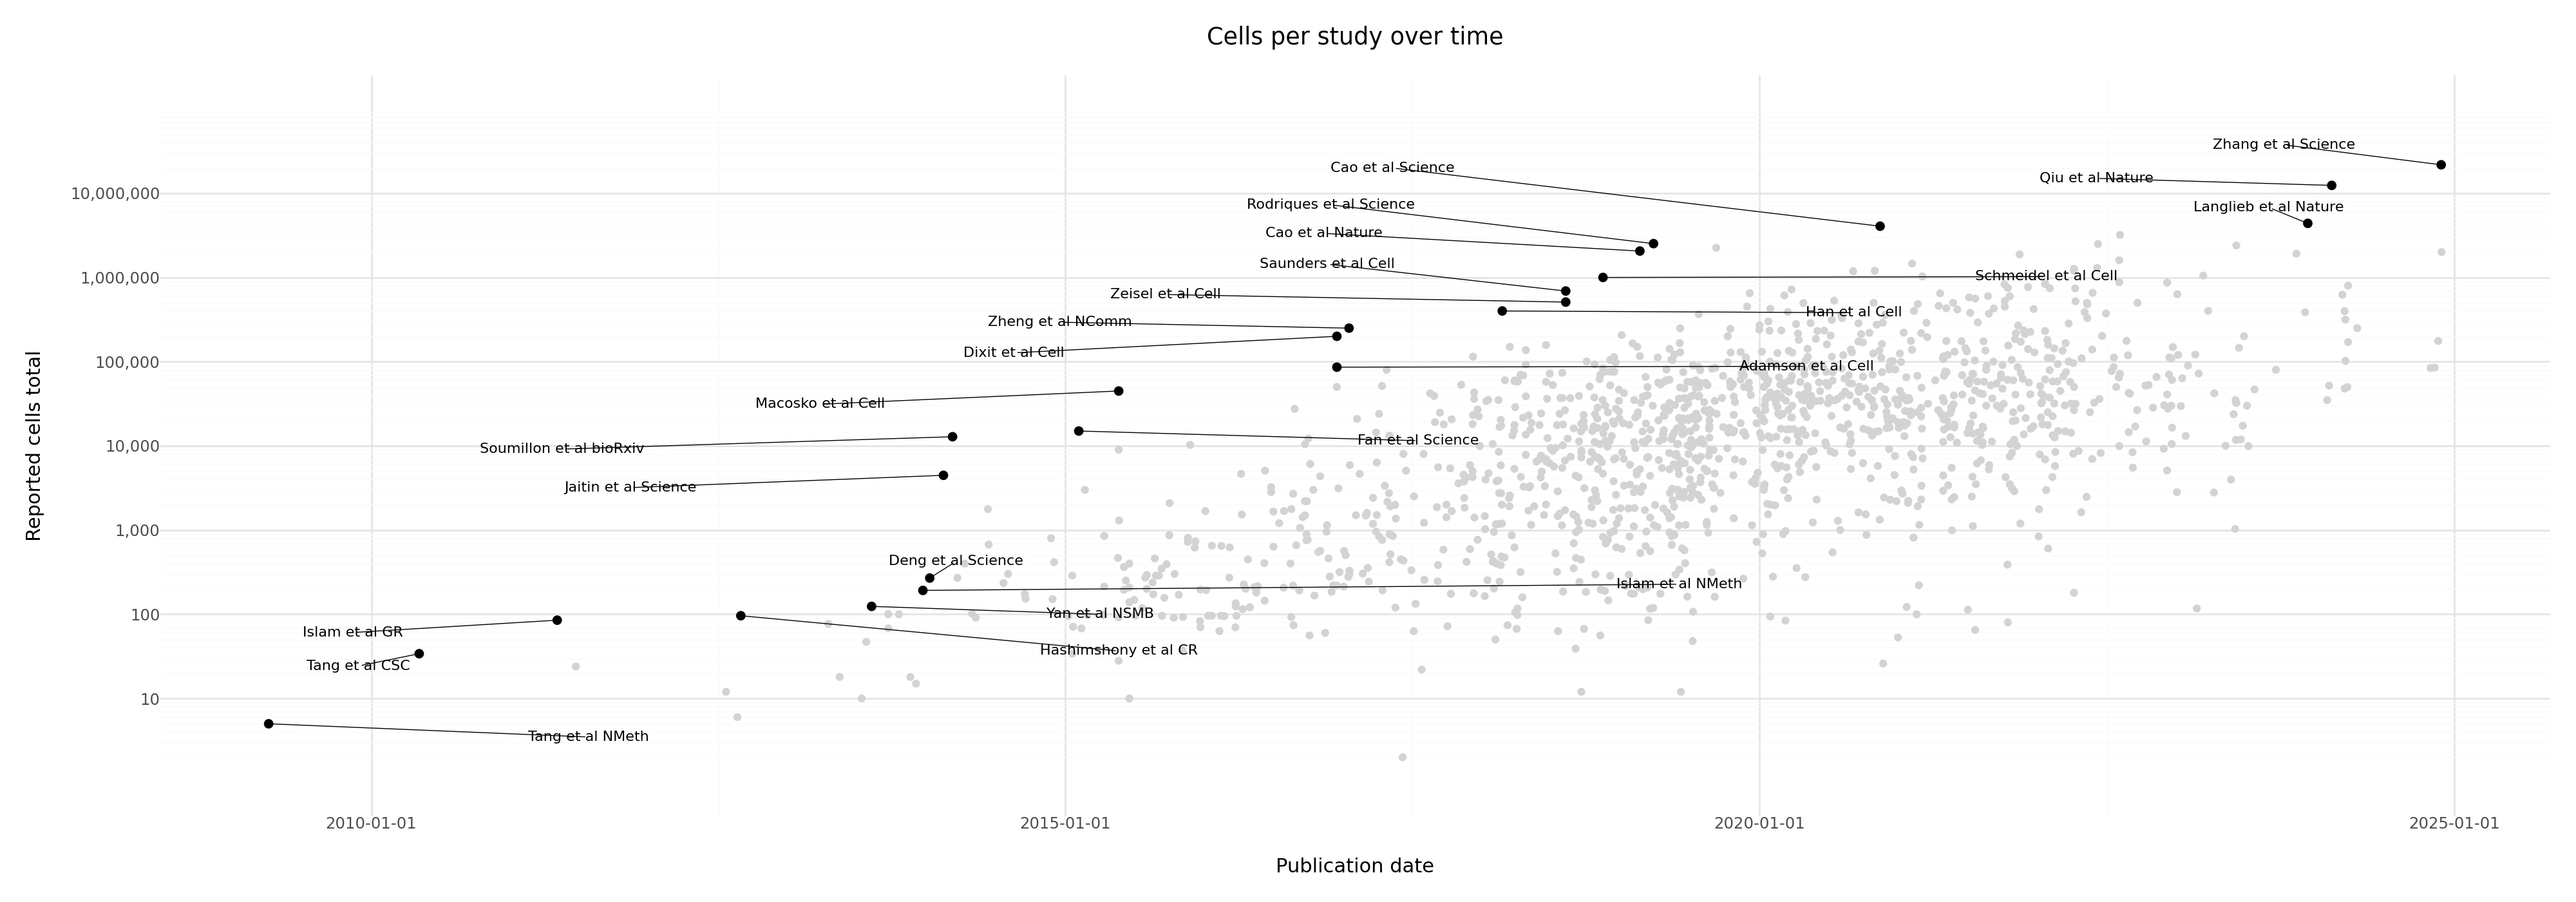 Cells per study over time
Zhang et al Science
Cao et al Science
Qiu et al Nature
10,000,000
Rodriques et al Science
Langlieb et al Nature
Cao et al Nature
Saunders et al Cell
1,000,000
Schmeidel et al Cell
Zeisel et al Cell
Han et al Cell
Zheng et al NComm
Dixit et al Cell
100,000
Adamson et al Cell
Macosko et al Cell
Fan et al Science
10,000
Soumillon et al bioRxiv
Jaitin et al Science
1,000
Deng et al Science
Islam et al NMeth
100
Yan et al NSMB
Islam et al GR
Hashimshony et al CR
Tang et al CSC
10
Tang et al NMeth
Reported cells total
2010-01-01
2015-01-01
2020-01-01
2025-01-01
Publication date